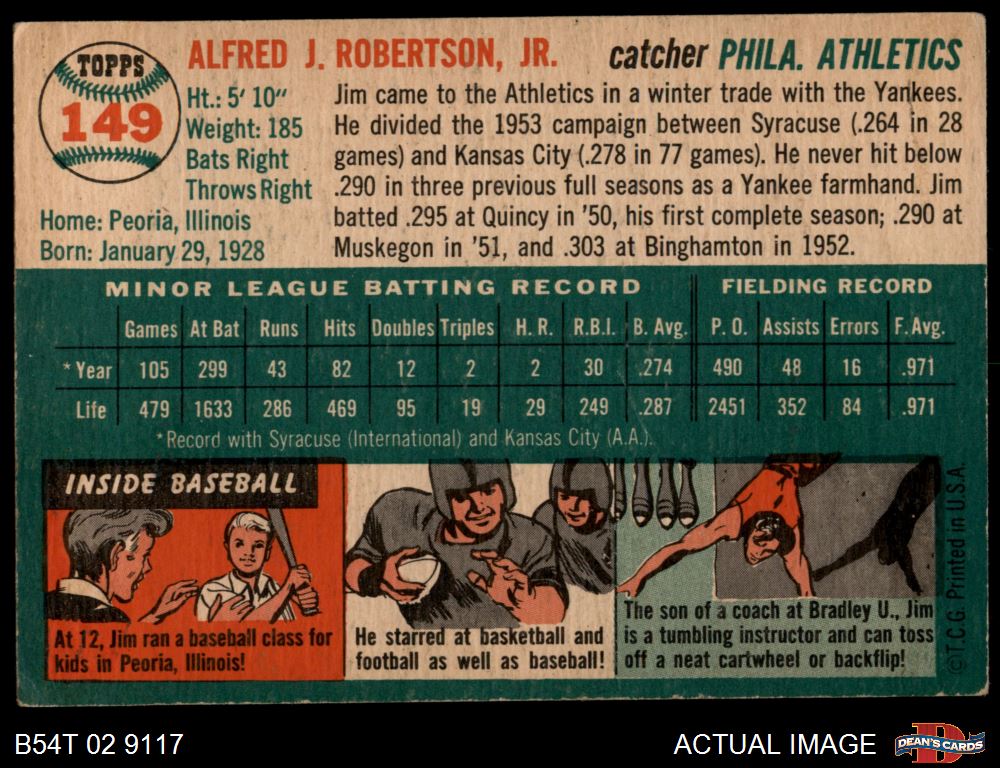 TOPPS
149
ALFRED J. ROBERTSON, JR. catcher PHILA. ATHLETICS
Ht.: 5' 10"
Weight: 185
Bats Right
Throws Right
Home: Peoria, Illinois
Born: January 29, 1928
Jim came to the Athletics in a winter trade with the Yankees.
He divided the 1953 campaign between Syracuse (.264 in 28
games) and Kansas City (.278 in 77 games). He never hit below
.290 in three previous full seasons as a Yankee farmhand. Jim
batted .295 at Quincy in '50, his first complete season; .290 at
Muskegon in '51, and .303 at Binghamton in 1952.
MINOR LEAGUE BATTING RECORD FIELDING RECORD
Games At Bat Runs Hits Doubles Triples H. R. R.B.I. B. Avg. P. O. Assists Errors F. Avg.
* Year 105 299 43 82 12 2 2 30 .274 490 48 16 .971
Life 479 1633 286 469 95 19 29 249 .287 2451 352 84 .971
*Record with Syracuse (International) and Kansas City (A.A.).
INSIDE BASEBALL
At 12, Jim ran a baseball class for
kids in Peoria, Illinois!
He starred at basketball and
football as well as baseball!
The son of a coach at Bradley U., Jim
is a tumbling instructor and can toss
off a neat cartwheel or backflip!
© T.C.G. Printed in U.S.A.
B54T 02 9117
ACTUAL IMAGE
D
DEAN'S CARDS